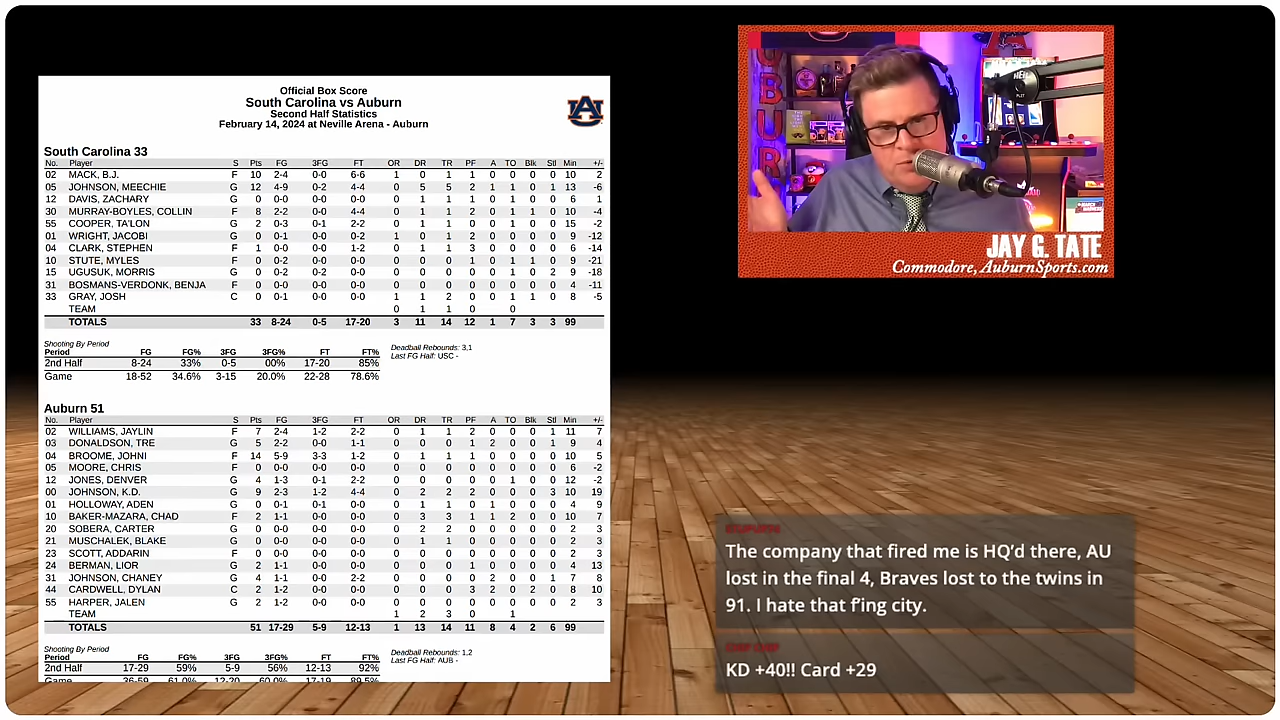 Official Box Score
South Carolina vs Auburn
Second Half Statistics
February 14, 2024 at Neville Arena - Auburn
South Carolina 33
No. Player S Pts FG 3FG FT OR DR TR PF A TO Blk Stl Min +/-
02 MACK, B.J. F 10 2-4 0-0 6-6 1 0 1 1 0 0 0 0 10 2
05 JOHNSON, MEECHIE G 12 4-9 0-2 4-4 0 5 5 2 1 1 0 1 13 -6
12 DAVIS, ZACHARY G 0 0-0 0-0 0-0 0 1 1 1 0 1 0 0 6 1
30 MURRAY-BOYLES, COLLIN F 8 2-2 0-0 4-4 0 1 1 2 0 1 1 0 10 -4
55 COOPER, TA'LON G 2 0-3 0-1 2-2 0 1 1 0 0 1 0 0 15 -2
01 WRIGHT, JACOBI G 0 0-1 0-0 0-0 0 1 1 2 0 0 0 0 9 -12
04 CLARK, STEPHEN F 1 0-0 0-0 1-2 0 1 1 3 0 0 0 0 6 -14
10 STUTE, MYLES F 0 0-2 0-0 0-0 0 0 0 1 0 1 1 0 9 -21
15 UGUSUK, MORRIS G 0 0-2 0-2 0-0 0 0 0 0 0 1 0 2 9 -18
31 BOSMANS-VERDONK, BENJA F 0 0-0 0-0 0-0 0 0 0 0 0 0 0 0 4 -11
33 GRAY, JOSH C 0 0-1 0-0 0-0 1 1 2 0 0 1 1 0 8 -5
TEAM 0 1 1 0 0
TOTALS 33 8-24 0-5 17-20 3 11 14 12 1 7 3 3 99
Shooting By Period
Period FG FG% 3FG 3FG% FT FT%
2nd Half 8-24 33% 0-5 00% 17-20 85%
Game 18-52 34.6% 3-15 20.0% 22-28 78.6%
Deadball Rebounds: 3,1
Last FG Half: USC -
Auburn 51
No. Player S Pts FG 3FG FT OR DR TR PF A TO Blk Stl Min +/-
02 WILLIAMS, JAYLIN F 7 2-4 1-2 2-2 0 1 1 2 0 0 0 1 11 7
03 DONALDSON, TRE G 5 2-2 0-0 1-1 0 0 0 1 2 0 0 1 9 4
04 BROOME, JOHNI F 14 5-9 3-3 1-2 0 1 1 1 0 0 0 0 10 5
05 MOORE, CHRIS F 0 0-0 0-0 0-0 0 0 0 0 0 0 0 0 6 -2
12 JONES, DENVER G 4 1-3 0-1 2-2 0 0 0 0 0 1 0 0 12 -2
00 JOHNSON, K.D. G 9 2-3 1-2 4-4 0 2 2 2 0 0 0 3 10 19
01 HOLLOWAY, ADEN G 0 0-1 0-1 0-0 0 1 1 0 1 0 0 0 4 9
10 BAKER-MAZARA, CHAD F 2 1-1 0-0 0-0 0 3 3 1 1 2 0 0 10 7
20 SOBERA, CARTER G 0 0-0 0-0 0-0 0 2 2 0 0 0 0 0 2 3
21 MUSCHALEK, BLAKE G 0 0-0 0-0 0-0 0 1 1 0 0 0 0 0 2 3
23 SCOTT, ADDARIN F 0 0-0 0-0 0-0 0 0 0 0 0 0 0 0 2 3
24 BERMAN, LIOR G 2 1-1 0-0 0-0 0 0 0 1 0 0 0 0 4 13
31 JOHNSON, CHANEY G 4 1-1 0-0 2-2 0 0 0 0 2 0 0 1 7 8
44 CARDWELL, DYLAN C 2 1-2 0-0 0-0 0 0 0 3 2 0 2 0 8 10
55 HARPER, JALEN G 2 1-2 0-0 0-0 0 0 0 0 0 0 0 0 2 3
TEAM 1 2 3 0 1
TOTALS 51 17-29 5-9 12-13 1 13 14 11 8 4 2 6 99
Shooting By Period
Period FG FG% 3FG 3FG% FT FT%
2nd Half 17-29 59% 5-9 56% 12-13 92%
Game 36-59 61.0% 12-20 60.0% 17-19 89.5%
Deadball Rebounds: 1,2
Last FG Half: AUB -
JAY G. TATE
Commodore, AuburnSports.com
The company that fired me is HQ'd there, AU
lost in the final 4, Braves lost to the twins in
91. I hate that f'ing city.
KD +40!! Card +29